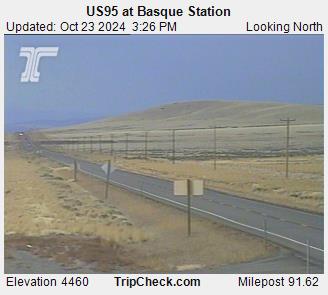 US95 at Basque Station
Updated: Oct 23 2024 3:26 PM Looking North
Elevation 4460 TripCheck.com Milepost 91.62